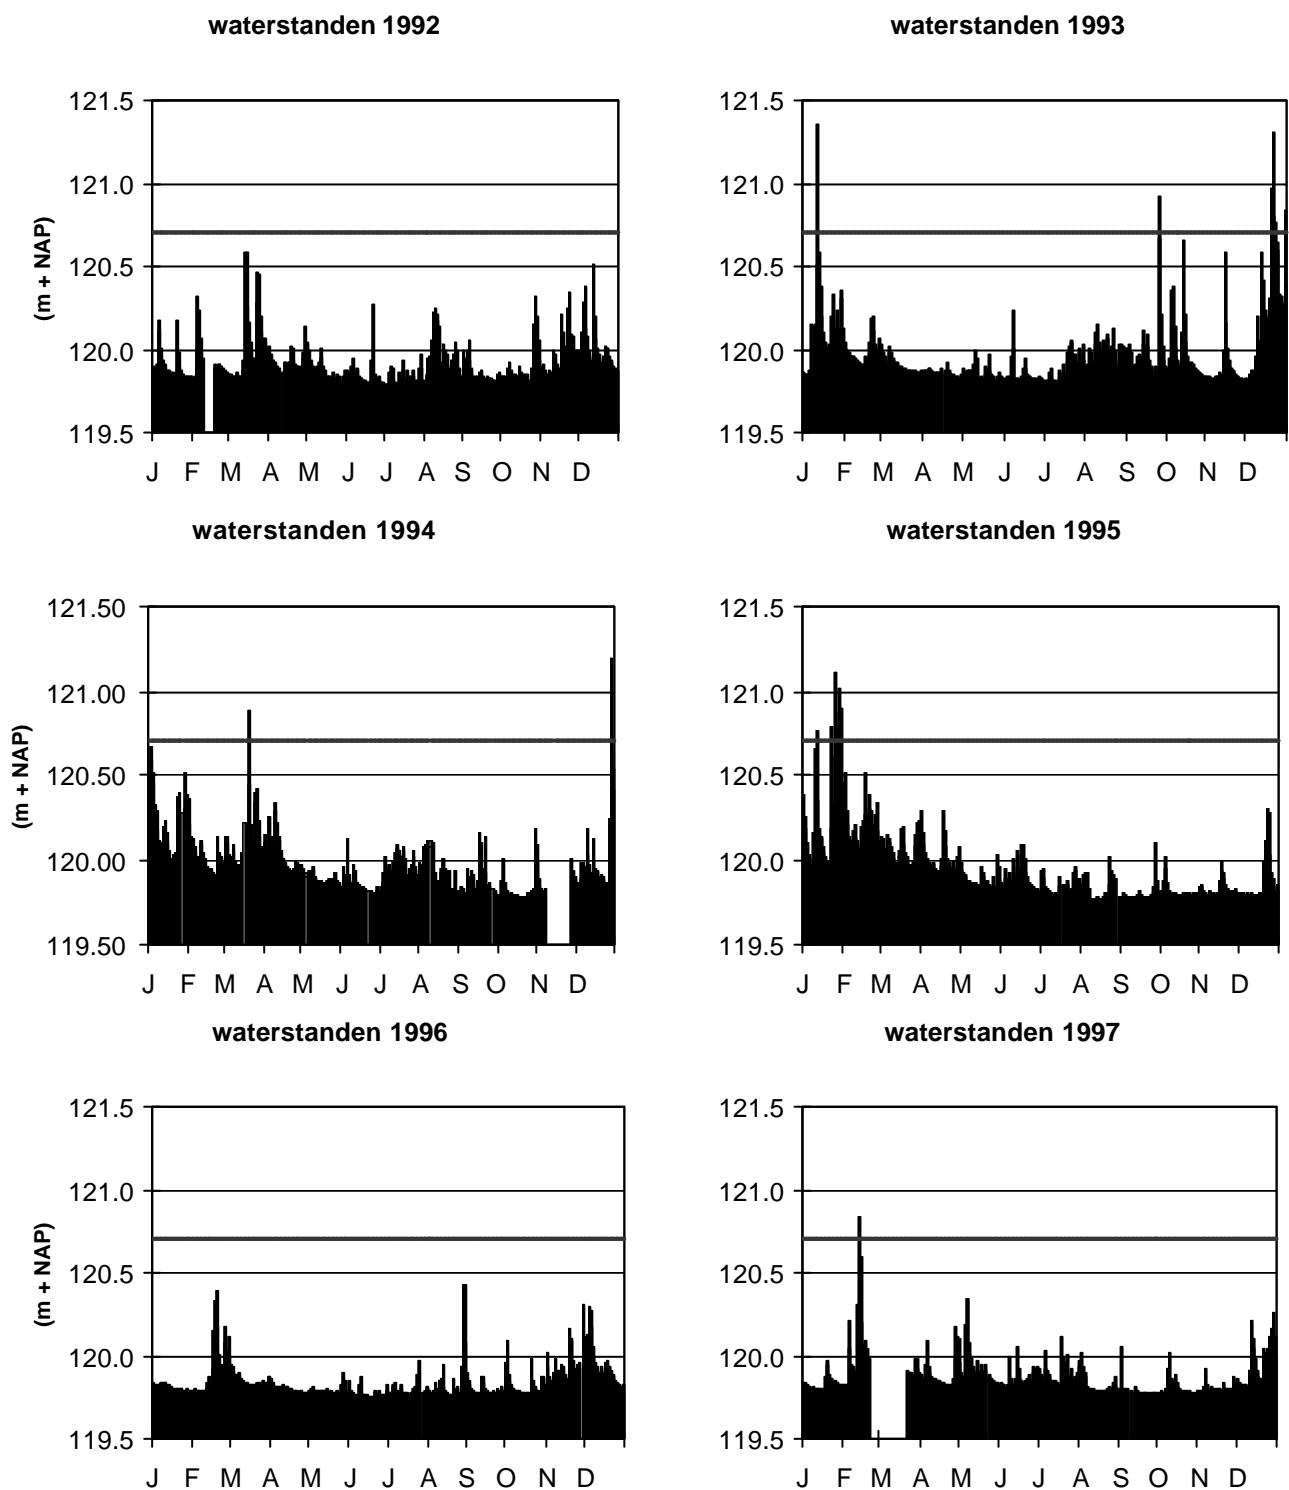 waterstanden 1992
waterstanden 1993
121.5
121.0
120.5
120.0
119.5
(m + NAP)
J F M A M J J A S O N D
121.5
121.0
120.5
120.0
119.5
J F M A M J J A S O N D
waterstanden 1994
waterstanden 1995
121.50
121.00
120.50
120.00
119.50
(m + NAP)
J F M A M J J A S O N D
121.5
121.0
120.5
120.0
119.5
J F M A M J J A S O N D
waterstanden 1996
waterstanden 1997
121.5
121.0
120.5
120.0
119.5
(m + NAP)
J F M A M J J A S O N D
121.5
121.0
120.5
120.0
119.5
J F M A M J J A S O N D